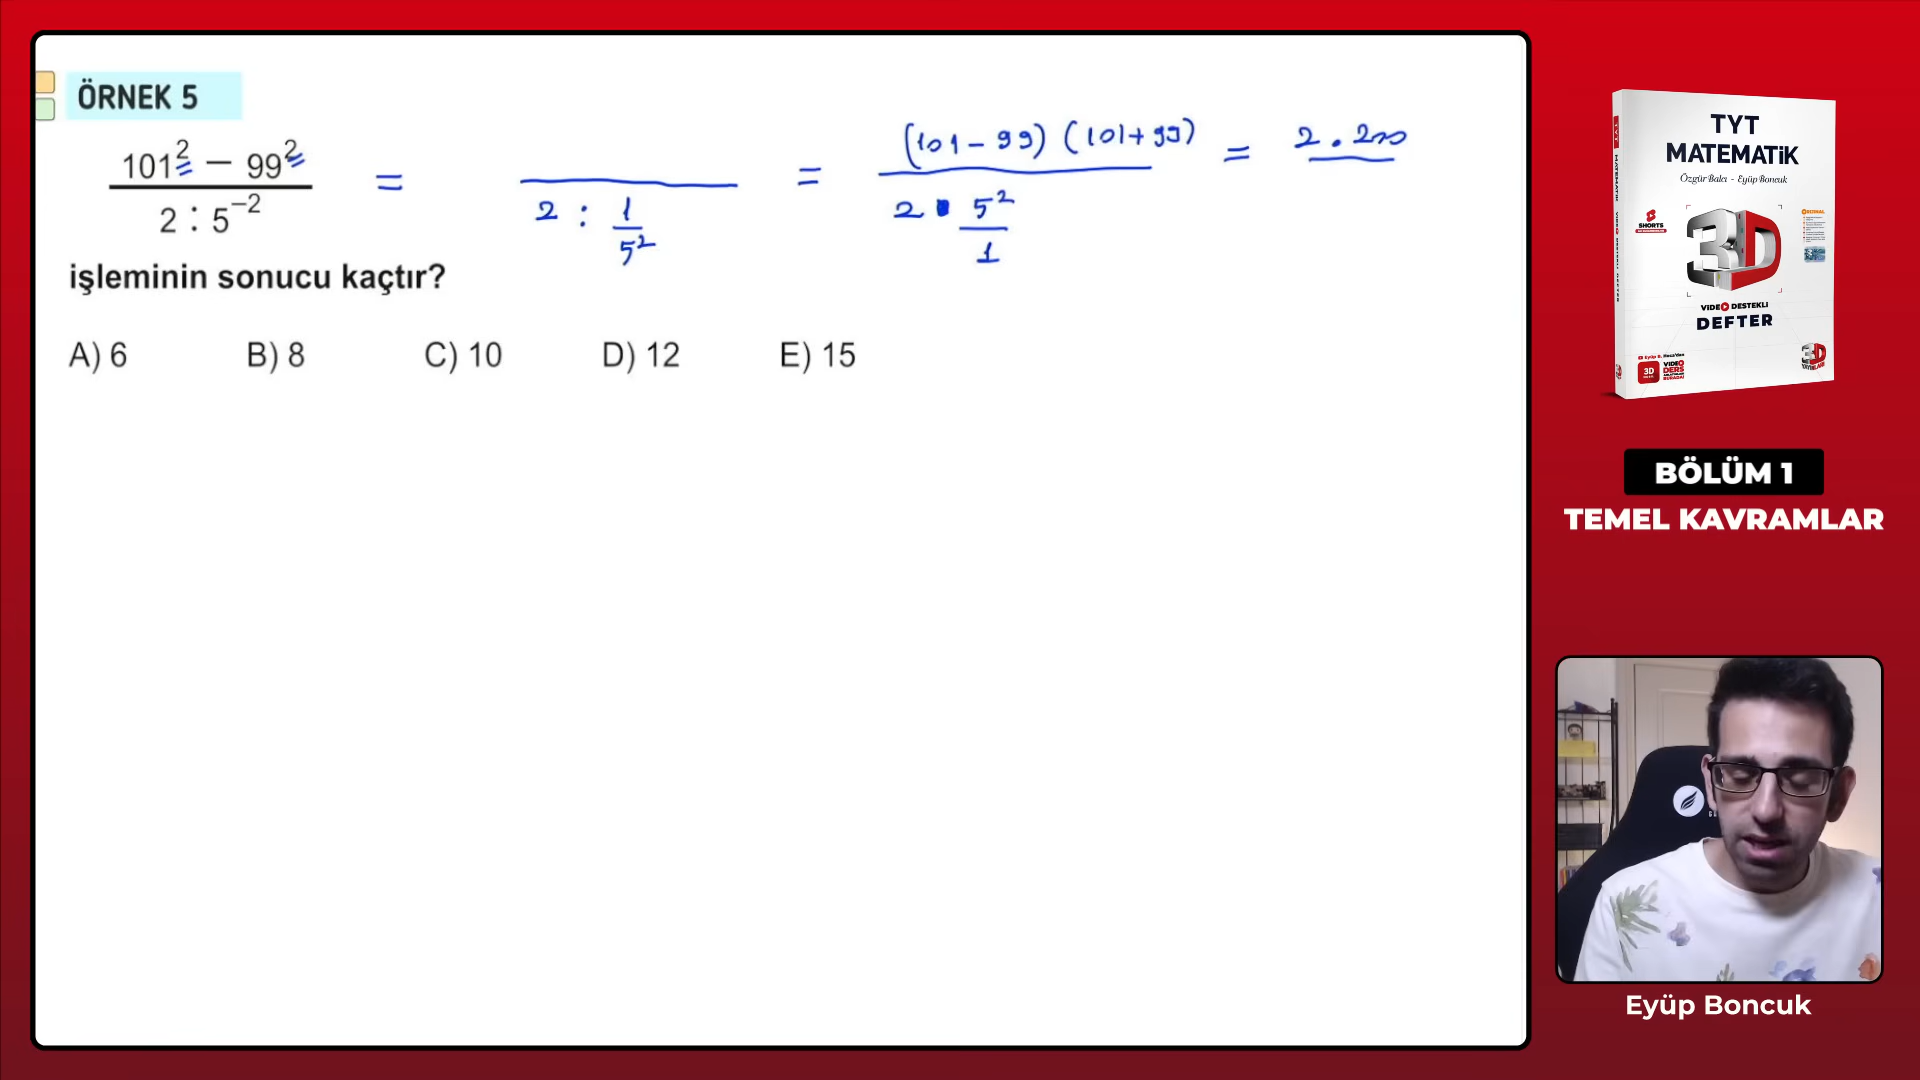 ÖRNEK 5
101² − 99² / 2 : 5⁻² = / 2 : 1/5² = (101 − 99) (101 + 99) / 2 · 5²/1 = 2 . 200
işleminin sonucu kaçtır?
A) 6 B) 8 C) 10 D) 12 E) 15
TYT
MATEMATİK
Özgür Balcı - Eyüp Boncuk
SHORTS
3D
VİDEO DESTEKLİ
DEFTER
BÖLÜM 1
TEMEL KAVRAMLAR
Eyüp Boncuk